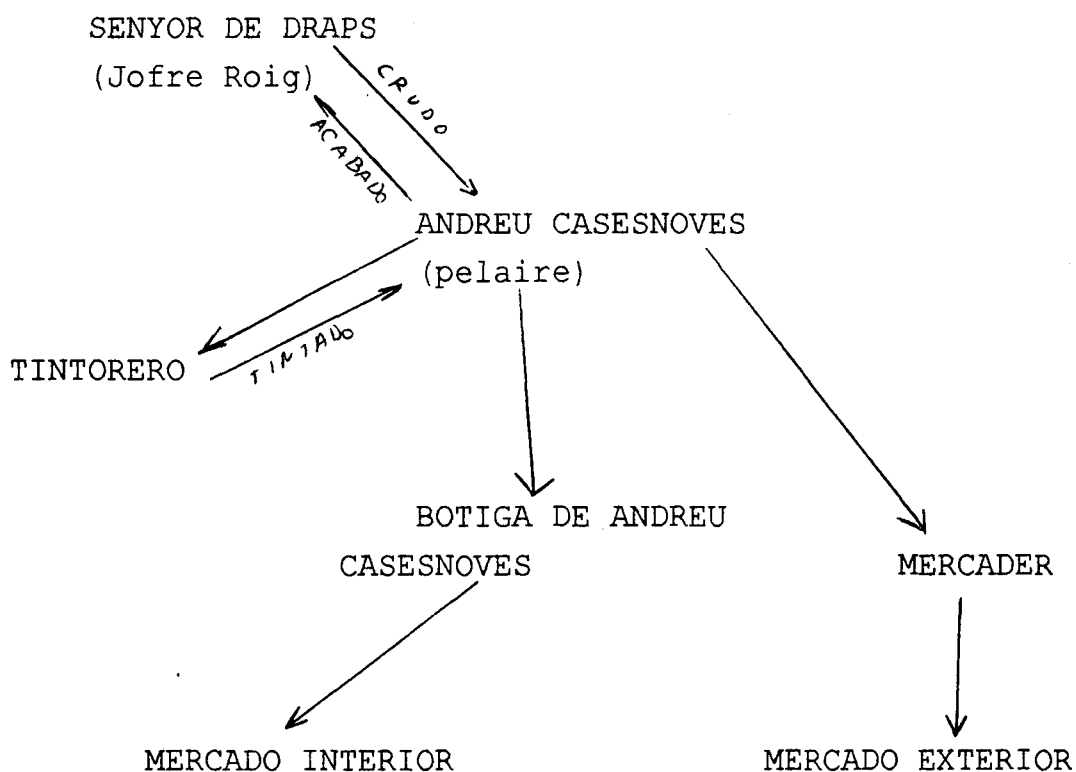 SENYOR DE DRAPS
(Jofre Roig)
CRUDO
ACABADO
ANDREU CASESNOVES
(pelaire)
TINTADO
TINTORERO
BOTIGA DE ANDREU
CASESNOVES
MERCADER
MERCADO INTERIOR
MERCADO EXTERIOR